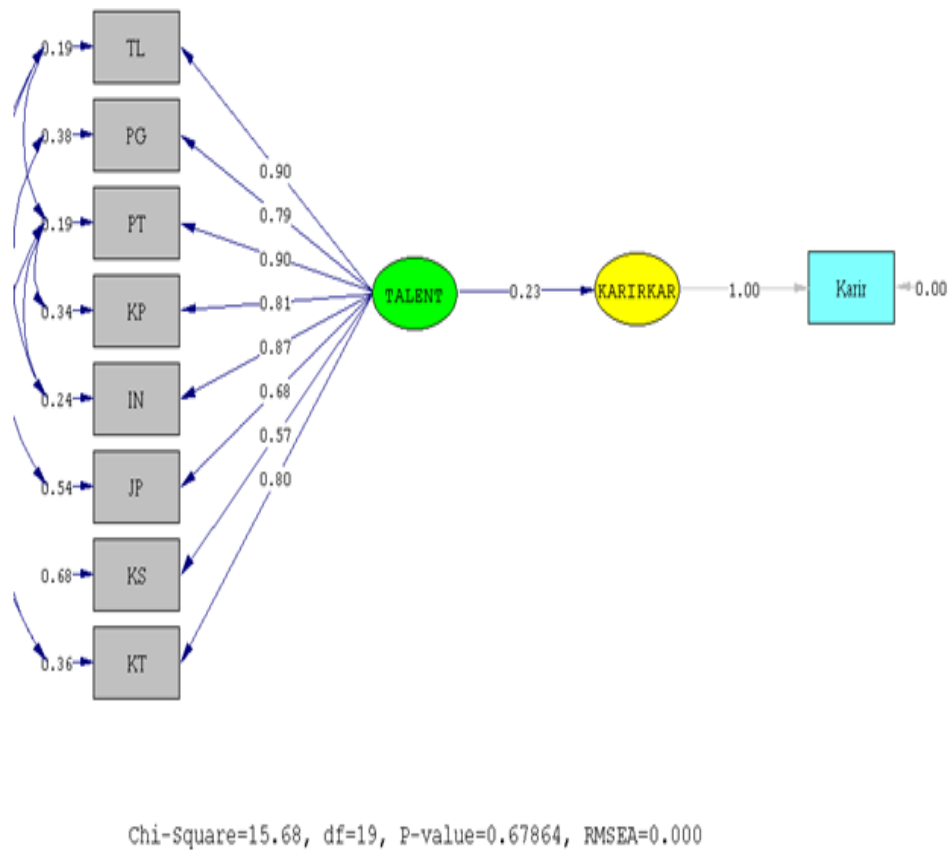 0.19 TL
0.38 PG
0.90
0.79
0.19 PT
0.90
TALENT 0.23 KARIRKAR 1.00 Karir 0.00
0.34 KP 0.81
0.87
0.24 IN
0.68
0.57
0.54 JP 0.80
0.68 KS
0.36 KT
Chi-Square=15.68, df=19, P-value=0.67864, RMSEA=0.000